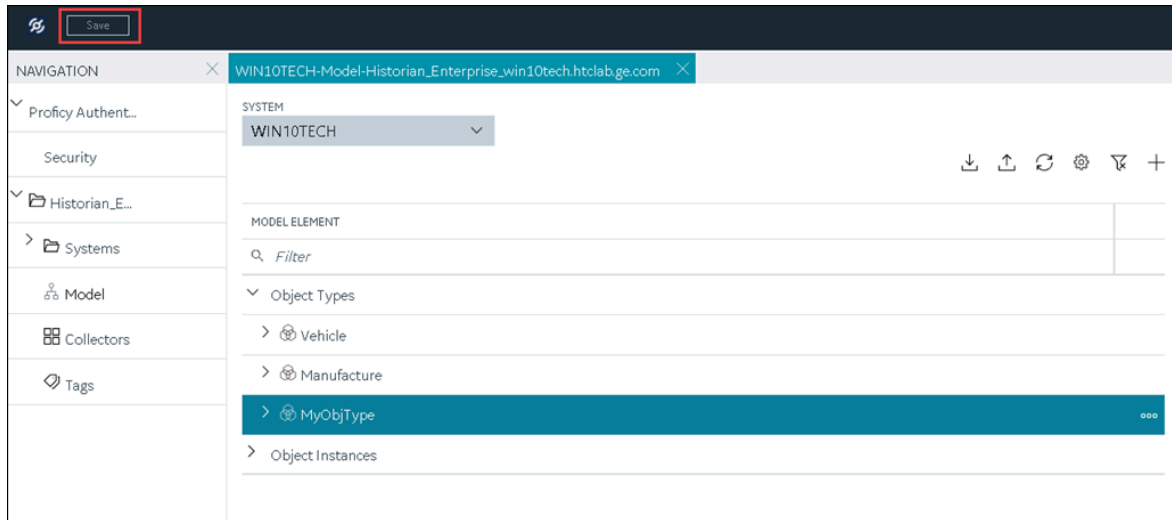 Save
NAVIGATION
WIN10TECH-Model-Historian_Enterprise_win10tech.htclab.ge.com
Proficy Authent...
Security
Historian_E...
Systems
Model
Collectors
Tags
SYSTEM
WIN10TECH
MODEL ELEMENT
Filter
Object Types
Vehicle
Manufacture
MyObjType
Object Instances